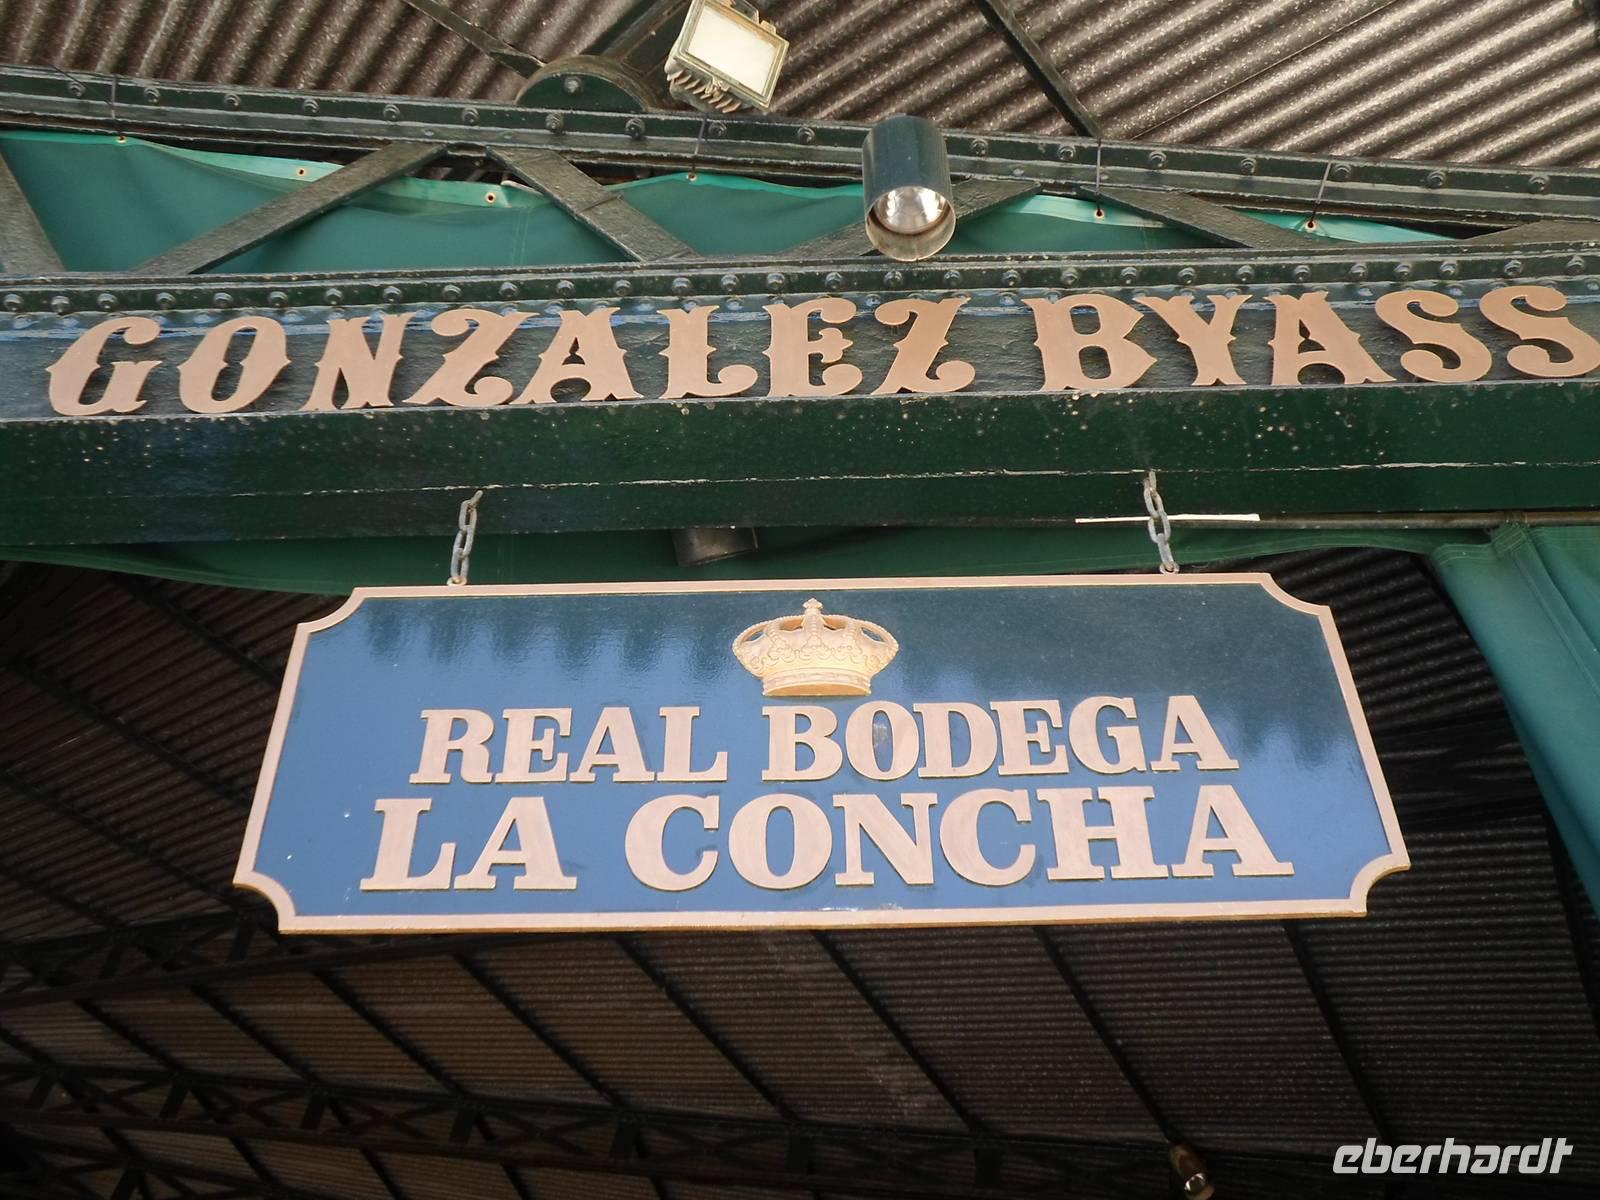 GONZALEZ BYASS
REAL BODEGA
LA CONCHA
eberhardt